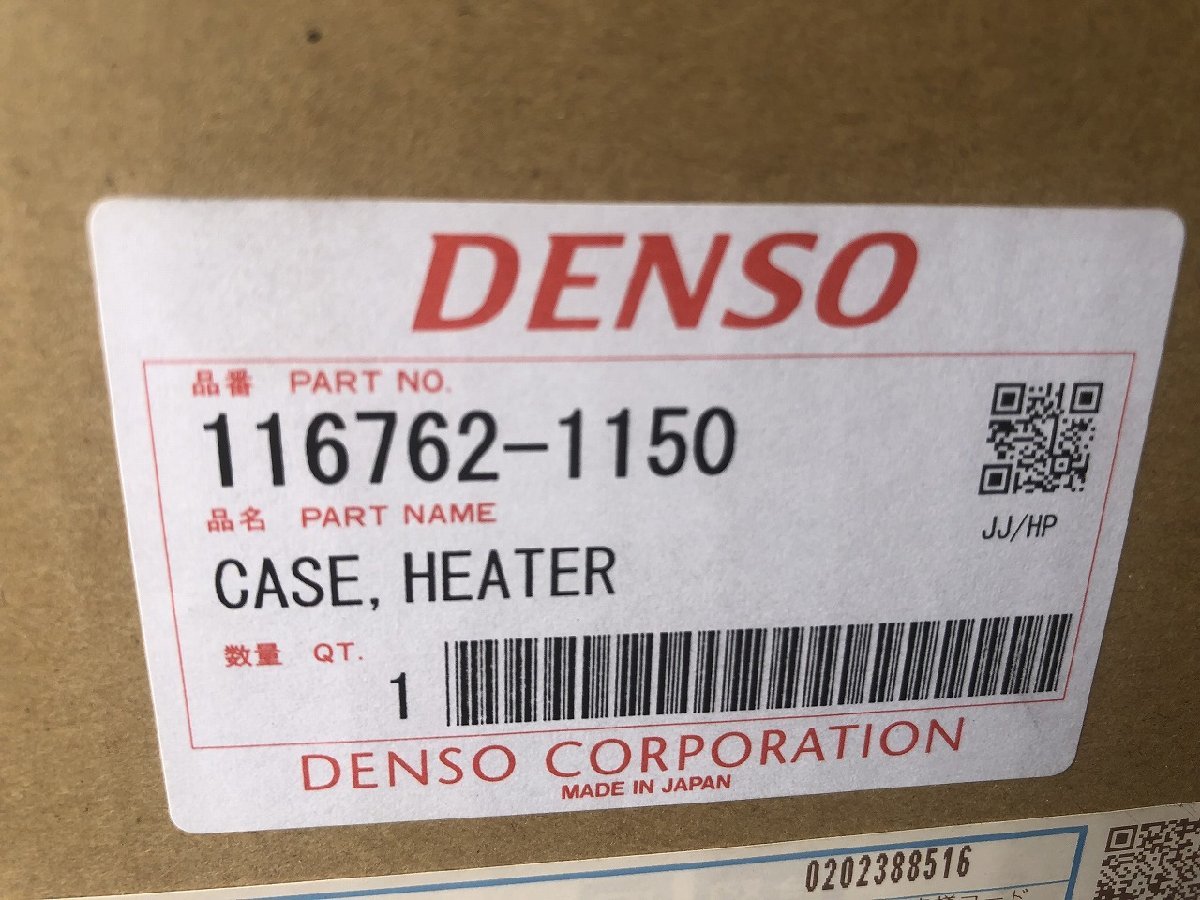 DENSO
品番 PART NO.
116762-1150
品名 PART NAME
JJ/HP
CASE, HEATER
数量 QT.
1
DENSO CORPORATION
MADE IN JAPAN
0202388516